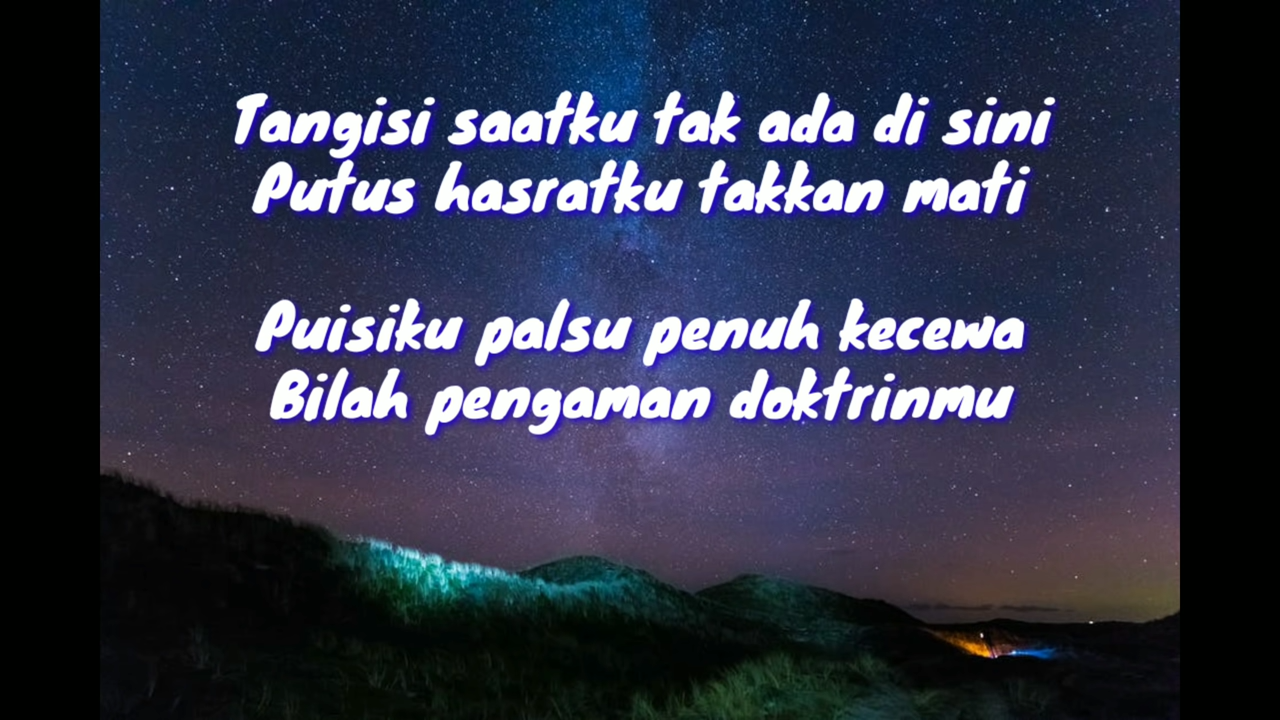 Tangisi saatku tak ada di sini
Putus hasratku takkan mati
Puisiku palsu penuh kecewa
Bilah pengaman doktrinmu